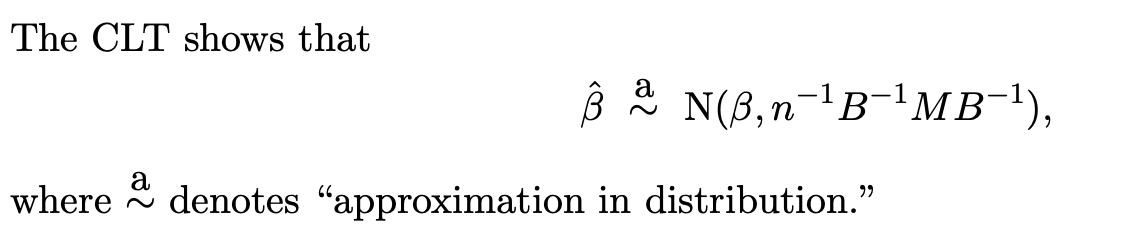 The CLT shows that
β̂ ᵃ∼ N(β, n⁻¹B⁻¹MB⁻¹),
where ᵃ∼ denotes “approximation in distribution.”